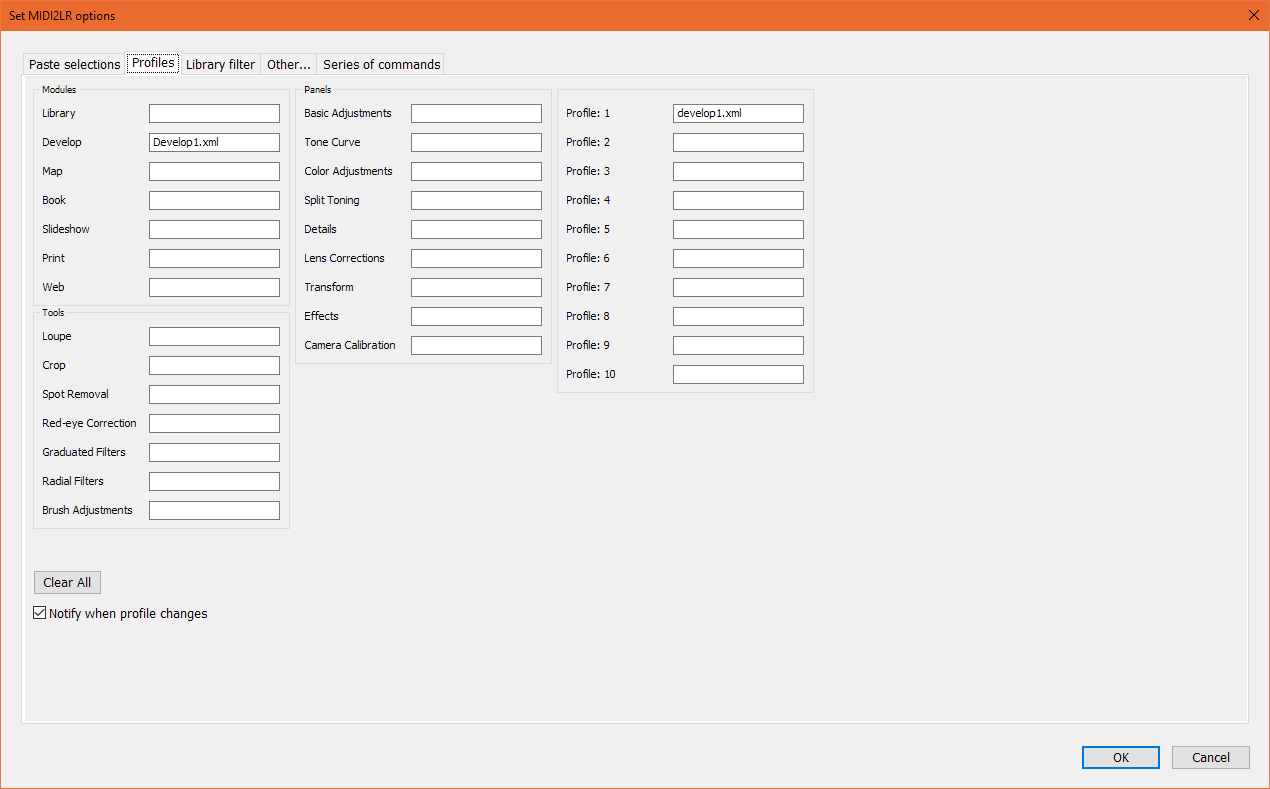 Set MIDI2LR options
Paste selections Profiles Library filter Other... Series of commands
Modules
Library
Develop Develop1.xml
Map
Book
Slideshow
Print
Web
Tools
Loupe
Crop
Spot Removal
Red-eye Correction
Graduated Filters
Radial Filters
Brush Adjustments
Panels
Basic Adjustments
Tone Curve
Color Adjustments
Split Toning
Details
Lens Corrections
Transform
Effects
Camera Calibration
Profile: 1 develop1.xml
Profile: 2
Profile: 3
Profile: 4
Profile: 5
Profile: 6
Profile: 7
Profile: 8
Profile: 9
Profile: 10
Clear All
Notify when profile changes
OK Cancel